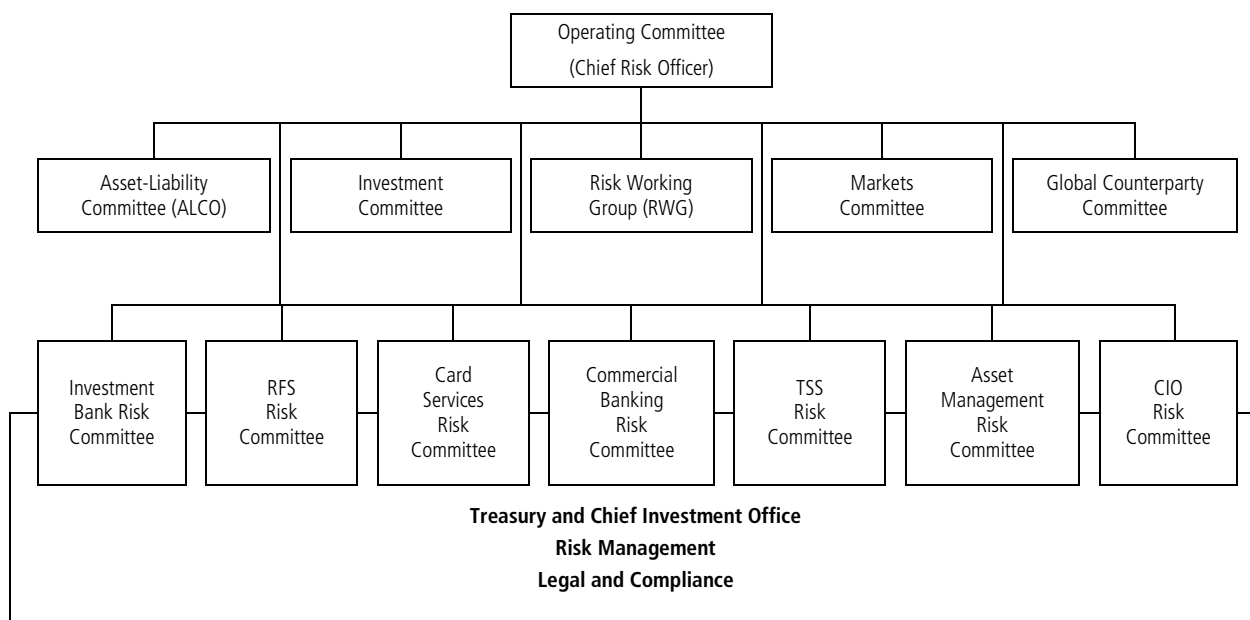 Operating Committee
(Chief Risk Officer)
Asset-Liability
Committee (ALCO)
Investment
Committee
Risk Working
Group (RWG)
Markets
Committee
Global Counterparty
Committee
Investment
Bank Risk
Committee
RFS
Risk
Committee
Card
Services
Risk
Committee
Commercial
Banking
Risk
Committee
TSS
Risk
Committee
Asset
Management
Risk
Committee
CIO
Risk
Committee
Treasury and Chief Investment Office
Risk Management
Legal and Compliance